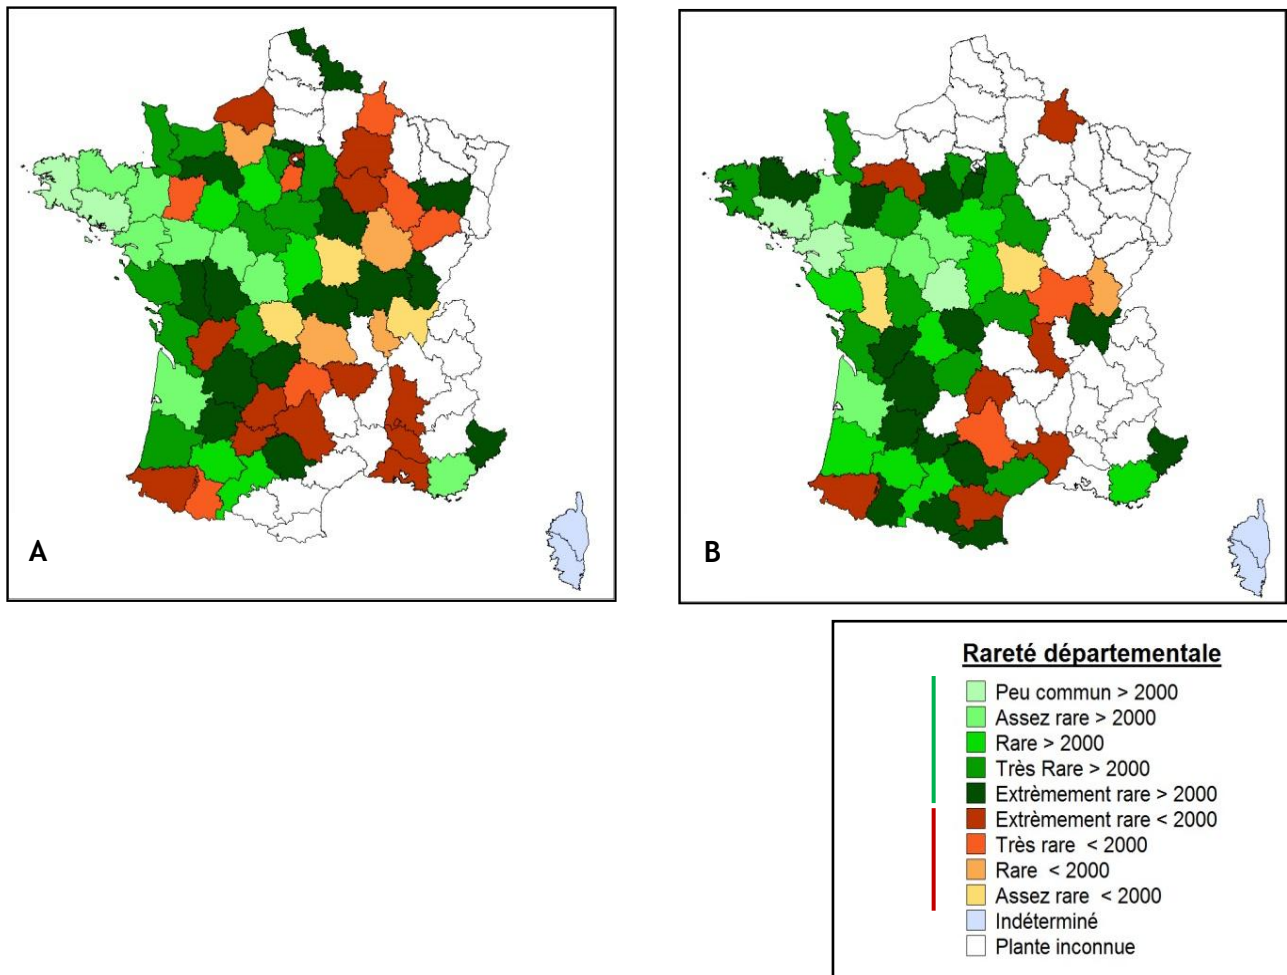 A
B
Rareté départementale
Peu commun > 2000
Assez rare > 2000
Rare > 2000
Très Rare > 2000
Extrèmement rare > 2000
Extrèmement rare < 2000
Très rare < 2000
Rare < 2000
Assez rare < 2000
Indéterminé
Plante inconnue